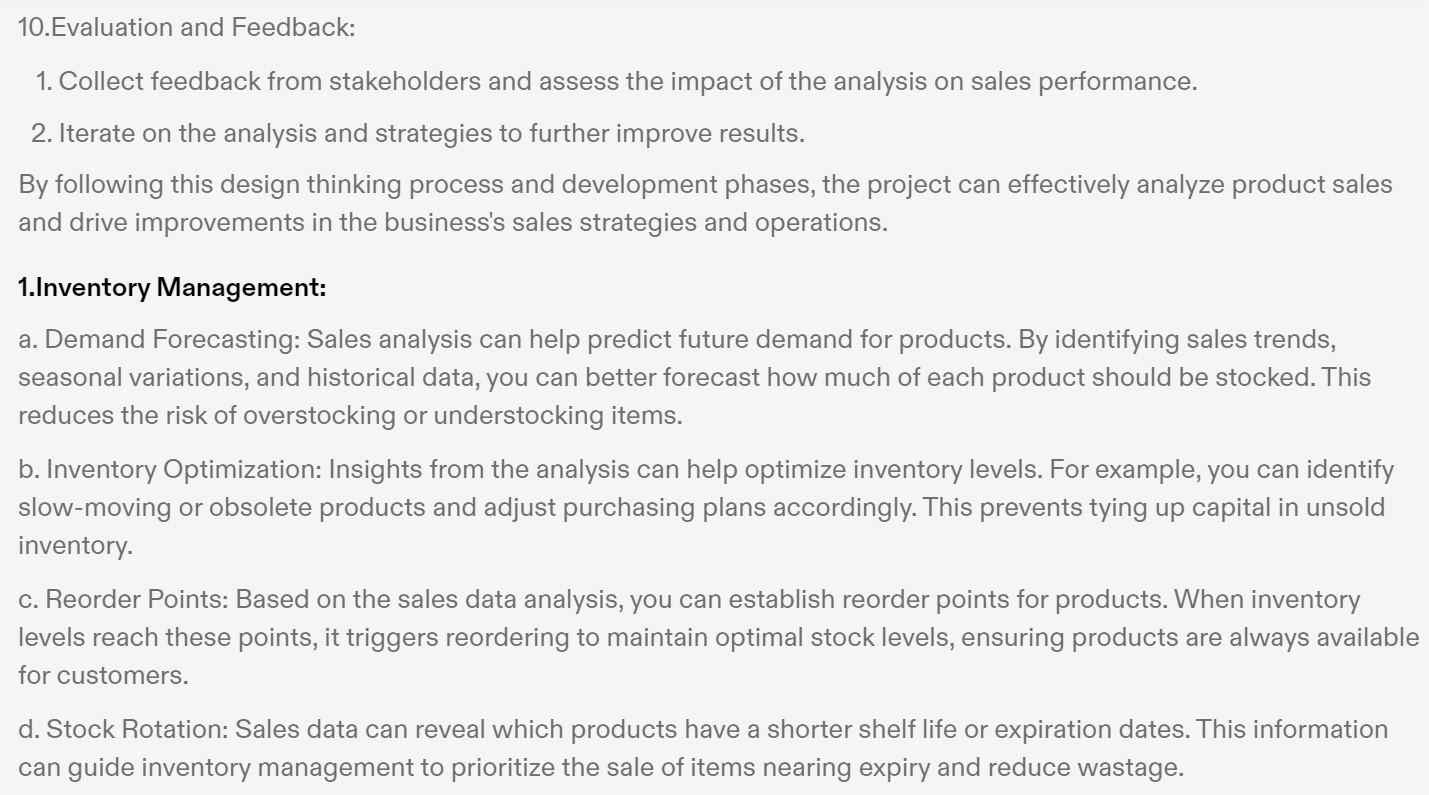 10.Evaluation and Feedback:
1. Collect feedback from stakeholders and assess the impact of the analysis on sales performance.
2. Iterate on the analysis and strategies to further improve results.
By following this design thinking process and development phases, the project can effectively analyze product sales
and drive improvements in the business's sales strategies and operations.
1.Inventory Management:
a. Demand Forecasting: Sales analysis can help predict future demand for products. By identifying sales trends,
seasonal variations, and historical data, you can better forecast how much of each product should be stocked. This
reduces the risk of overstocking or understocking items.
b. Inventory Optimization: Insights from the analysis can help optimize inventory levels. For example, you can identify
slow-moving or obsolete products and adjust purchasing plans accordingly. This prevents tying up capital in unsold
inventory.
c. Reorder Points: Based on the sales data analysis, you can establish reorder points for products. When inventory
levels reach these points, it triggers reordering to maintain optimal stock levels, ensuring products are always available
for customers.
d. Stock Rotation: Sales data can reveal which products have a shorter shelf life or expiration dates. This information
can guide inventory management to prioritize the sale of items nearing expiry and reduce wastage.